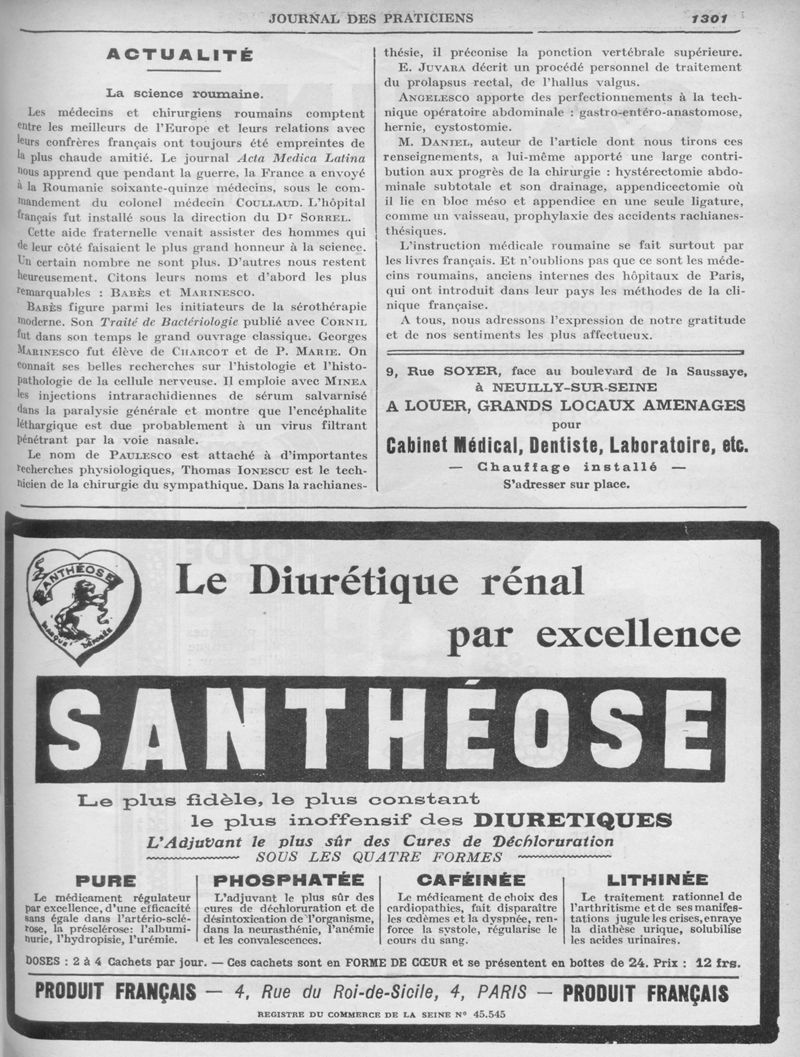 JOURNAL DES PRATICIENS
1301
ACTUALITÉ
La science roumaine.
Les médecins et chirurgiens roumains comptent
entre les meilleurs de l'Europe et leurs relations avec
leurs confrères français ont toujours été empreintes de
la plus chaude amitié. Le journal Acta Medica Latina
nous apprend que pendant la guerre, la France a envoyé
à la Roumanie soixante-quinze médecins, sous le com-
mandement du colonel médecin COULLAUD. L'hôpital
français fut installé sous la direction du Dr SORREL.
Cette aide fraternelle venait assister des hommes qui
de leur côté faisaient le plus grand honneur à la science.
Un certain nombre ne sont plus. D'autres nous restent
heureusement. Citons leurs noms et d'abord les plus
remarquables : BABÈS et MARINESCO.
BABÈS figure parmi les initiateurs de la sérothérapie
moderne. Son Traité de Bactériologie publié avec CORNIL
fut dans son temps le grand ouvrage classique. Georges
MARINESCO fut élève de CHARCOT et de P. MARIE. On
connait ses belles recherches sur l'histologie et l'histo-
pathologie de la cellule nerveuse. Il emploie avec MINEA
les injections intrarachidiennes de sérum salvarnisé
dans la paralysie générale et montre que l'encéphalite
léthargique est due probablement à un virus filtrant
pénétrant par la voie nasale.
Le nom de PAULESCO est attaché à d'importantes
recherches physiologiques, Thomas IONESCU est le tech-
nicien de la chirurgie du sympathique. Dans la rachianes-
thésie, il préconise la ponction vertébrale supérieure.
E. JUVARA décrit un procédé personnel de traitement
du prolapsus rectal, de l'hallus valgus.
ANGELESCO apporte des perfectionnements à la tech-
nique opératoire abdominale : gastro-entéro-anastomose,
hernie, cystostomie.
M. DANIEL, auteur de l'article dont nous tirons ces
renseignements, a lui-même apporté une large contri-
bution aux progrès de la chirurgie : hystérectomie abdo-
minale subtotale et son drainage, appendicectomie où
il lie en bloc méso et appendice en une seule ligature,
comme un vaisseau, prophylaxie des accidents rachianes-
thésiques.
L'instruction médicale roumaine se fait surtout par
les livres français. Et n'oublions pas que ce sont les méde-
cins roumains, anciens internes des hôpitaux de Paris,
qui ont introduit dans leur pays les méthodes de la cli-
nique française.
A tous, nous adressons l'expression de notre gratitude
et de nos sentiments les plus affectueux.
9, Rue SOYER, face au boulevard de la Saussaye,
à NEUILLY-SUR-SEINE
A LOUER, GRANDS LOCAUX AMENAGES
pour
Cabinet Médical, Dentiste, Laboratoire, etc.
— Chauffage installé —
S'adresser sur place.
SANTHÉOSE
MARQUE DÉPOSÉE
Le Diurétique rénal
par excellence
SANTHÉOSE
Le plus fidèle, le plus constant
le plus inoffensif des DIURETIQUES
L'Adjuvant le plus sûr des Cures de Déchloruration
SOUS LES QUATRE FORMES
PURE
Le médicament régulateur
par excellence, d'une efficacité
sans égale dans l'artério-sclé-
rose, la présclérose: l'albumi-
nurie, l'hydropisie, l'urémie.
PHOSPHATÉE
L'adjuvant le plus sûr des
cures de déchloruration et de
désintoxication de l'organisme,
dans la neurasthénie, l'anémie
et les convalescences.
CAFÉINÉE
Le médicament de choix des
cardiopathies, fait disparaître
les œdèmes et la dyspnée, ren-
force la systole, régularise le
cours du sang.
LITHINÉE
Le traitement rationnel de
l'arthritisme et de ses manifes-
tations jugule les crises, enraye
la diathèse urique, solubilise
les acides urinaires.
DOSES : 2 à 4 Cachets par jour. — Ces cachets sont en FORME DE CŒUR et se présentent en boîtes de 24. Prix : 12 frs.
PRODUIT FRANÇAIS — 4, Rue du Roi-de-Sicile, 4, PARIS — PRODUIT FRANÇAIS
REGISTRE DU COMMERCE DE LA SEINE N° 45.545